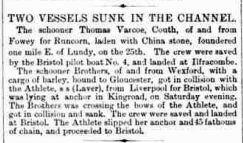 TWO VESSELS SUNK IN THE CHANNEL.
The schooner Thomas Varcoe, Couth, of and from
Fowey for Runcorn, laden with China stone, foundered
one mile E. of Lundy, on the 25th. The crew were saved
by the Bristol pilot boat No. 4, and landed at Ilfracombe.
The schooner Brothers, of and from Wexford, with a
cargo of barley, bound to Gloucester, got in collision with
the Athlete, s s (Laver), from Liverpool for Bristol, which
was lying at anchor in Kingroad, on Saturday evening.
The Brothers was crossing the bows of the Athlete, and
got in collision and sank. The crew were saved and landed
at Bristol. The Athlete slipped her anchor and 45 fathoms
of chain, and proceeded to Bristol.